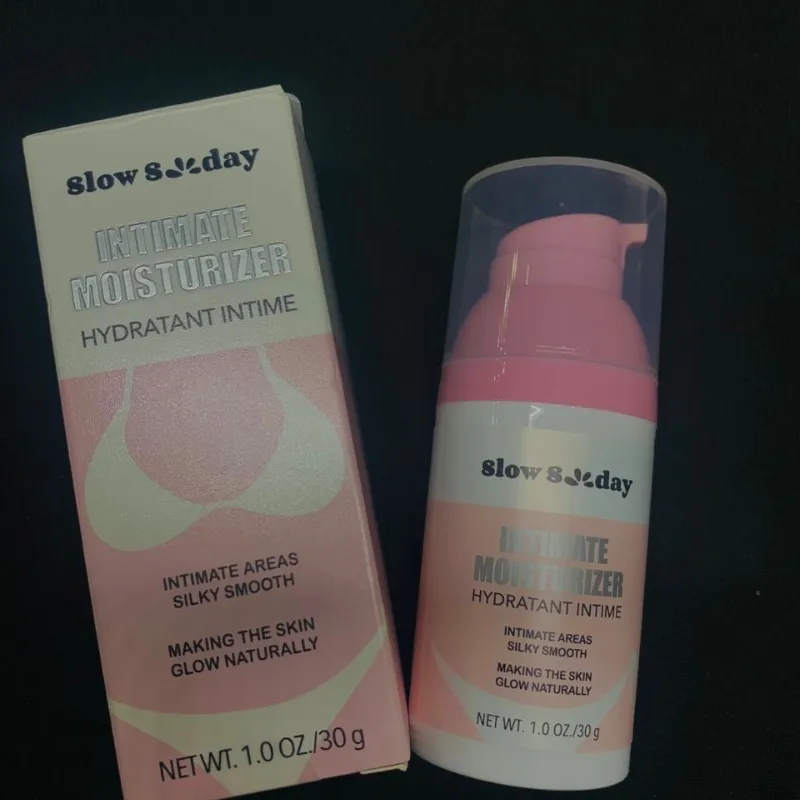 slow Sunday
INTIMATE
MOISTURIZER
HYDRATANT INTIME
INTIMATE AREAS
SILKY SMOOTH
MAKING THE SKIN
GLOW NATURALLY
NET WT. 1.0 OZ./30 g
slow Sunday
INTIMATE
MOISTURIZER
HYDRATANT INTIME
INTIMATE AREAS
SILKY SMOOTH
MAKING THE SKIN
GLOW NATURALLY
NET WT. 1.0 OZ./30 g